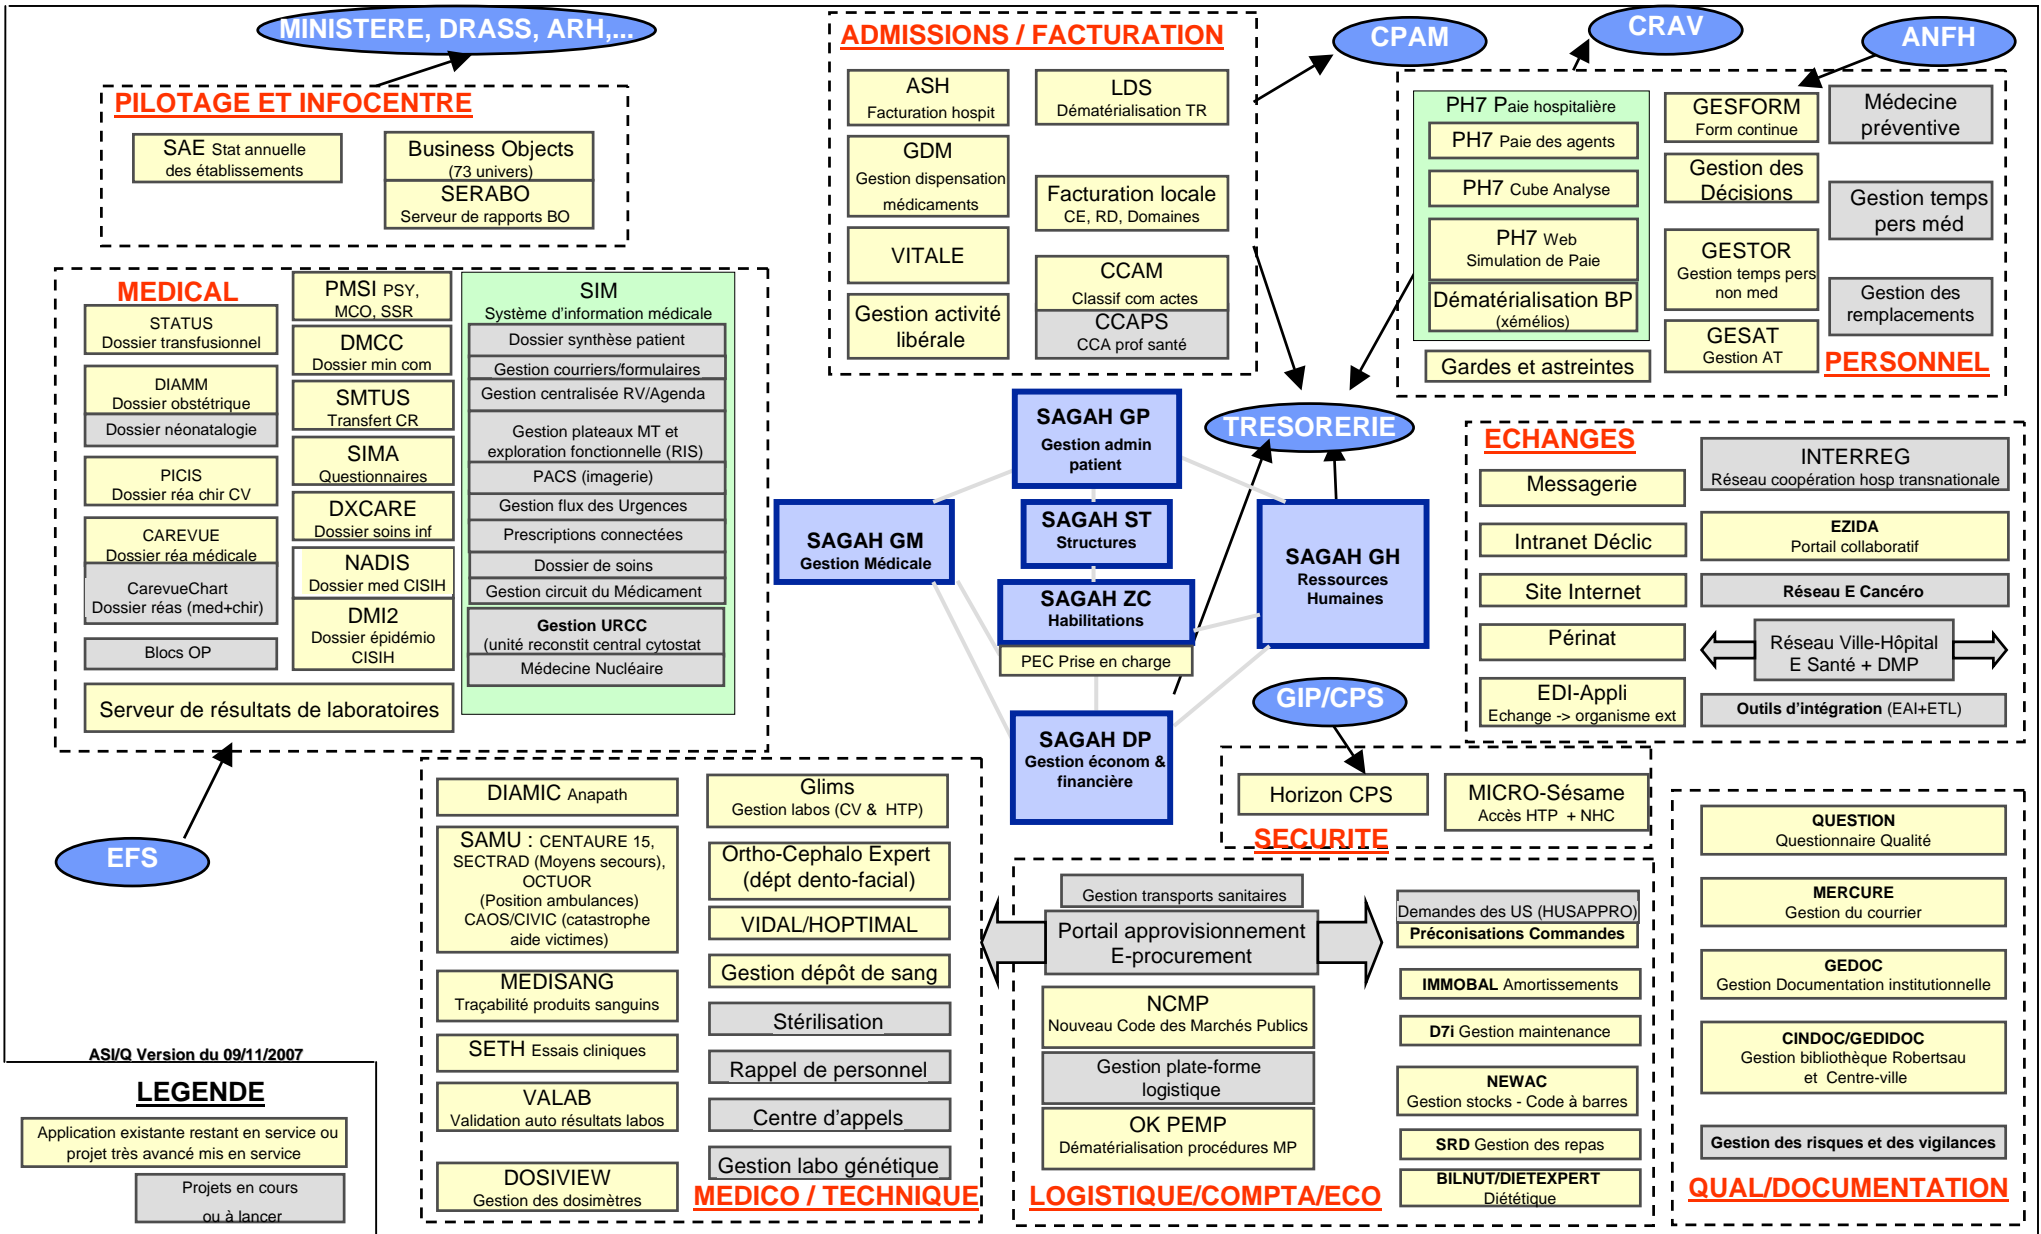 MINISTERE, DRASS, ARH,...
PILOTAGE ET INFOCENTRE
SAE Stat annuelle
des établissements
Business Objects
(73 univers)
SERABO
Serveur de rapports BO
ADMISSIONS / FACTURATION
ASH
Facturation hospit
GDM
Gestion dispensation
médicaments
VITALE
Gestion activité
libérale
LDS
Dématérialisation TR
Facturation locale
CE, RD, Domaines
CCAM
Classif com actes
CCAPS
CCA prof santé
CPAM
CRAV
ANFH
PH7 Paie hospitalière
PH7 Paie des agents
PH7 Cube Analyse
PH7 Web
Simulation de Paie
Dématérialisation BP
(xémélios)
Gardes et astreintes
GESFORM
Form continue
Gestion des
Décisions
GESTOR
Gestion temps pers
non med
GESAT
Gestion AT
Médecine
préventive
Gestion temps
pers méd
Gestion des
remplacements
PERSONNEL
MEDICAL
STATUS
Dossier transfusionnel
DIAMM
Dossier obstétrique
Dossier néonatalogie
PICIS
Dossier réa chir CV
CAREVUE
Dossier réa médicale
CarevueChart
Dossier réas (med+chir)
Blocs OP
PMSI PSY,
MCO, SSR
DMCC
Dossier min com
SMTUS
Transfert CR
SIMA
Questionnaires
DXCARE
Dossier soins inf
NADIS
Dossier med CISIH
DMI2
Dossier épidémio
CISIH
Serveur de résultats de laboratoires
SIM
Système d'information médicale
Dossier synthèse patient
Gestion courriers/formulaires
Gestion centralisée RV/Agenda
Gestion plateaux MT et
exploration fonctionnelle (RIS)
PACS (imagerie)
Gestion flux des Urgences
Prescriptions connectées
Dossier de soins
Gestion circuit du Médicament
Gestion URCC
(unité reconstit central cytostat
Médecine Nucléaire
EFS
SAGAH GP
Gestion admin
patient
SAGAH GM
Gestion Médicale
SAGAH ST
Structures
SAGAH ZC
Habilitations
PEC Prise en charge
SAGAH GH
Ressources
Humaines
SAGAH DP
Gestion économ &
financière
TRESORERIE
ECHANGES
Messagerie
Intranet Déclic
Site Internet
Périnat
EDI-Appli
Echange -> organisme ext
INTERREG
Réseau coopération hosp transnationale
EZIDA
Portail collaboratif
Réseau E Cancéro
Réseau Ville-Hôpital
E Santé + DMP
Outils d'intégration (EAI+ETL)
GIP/CPS
Horizon CPS
MICRO-Sésame
Accès HTP + NHC
SECURITE
DIAMIC Anapath
SAMU : CENTAURE 15,
SECTRAD (Moyens secours),
OCTUOR
(Position ambulances)
CAOS/CIVIC (catastrophe
aide victimes)
MEDISANG
Traçabilité produits sanguins
SETH Essais cliniques
VALAB
Validation auto résultats labos
DOSIVIEW
Gestion des dosimètres
Glims
Gestion labos (CV & HTP)
Ortho-Cephalo Expert
(dépt dento-facial)
VIDAL/HOPTIMAL
Gestion dépôt de sang
Stérilisation
Rappel de personnel
Centre d'appels
Gestion labo génétique
MEDICO / TECHNIQUE
Gestion transports sanitaires
Portail approvisionnement
E-procurement
NCMP
Nouveau Code des Marchés Publics
Gestion plate-forme
logistique
OK PEMP
Dématérialisation procédures MP
Demandes des US (HUSAPPRO)
Préconisations Commandes
IMMOBAL Amortissements
D7i Gestion maintenance
NEWAC
Gestion stocks - Code à barres
SRD Gestion des repas
BILNUT/DIETEXPERT
Diététique
LOGISTIQUE/COMPTA/ECO
QUESTION
Questionnaire Qualité
MERCURE
Gestion du courrier
GEDOC
Gestion Documentation institutionnelle
CINDOC/GEDIDOC
Gestion bibliothèque Robertsau
et Centre-ville
Gestion des risques et des vigilances
QUAL/DOCUMENTATION
ASI/Q Version du 09/11/2007
LEGENDE
Application existante restant en service ou
projet très avancé mis en service
Projets en cours
ou à lancer